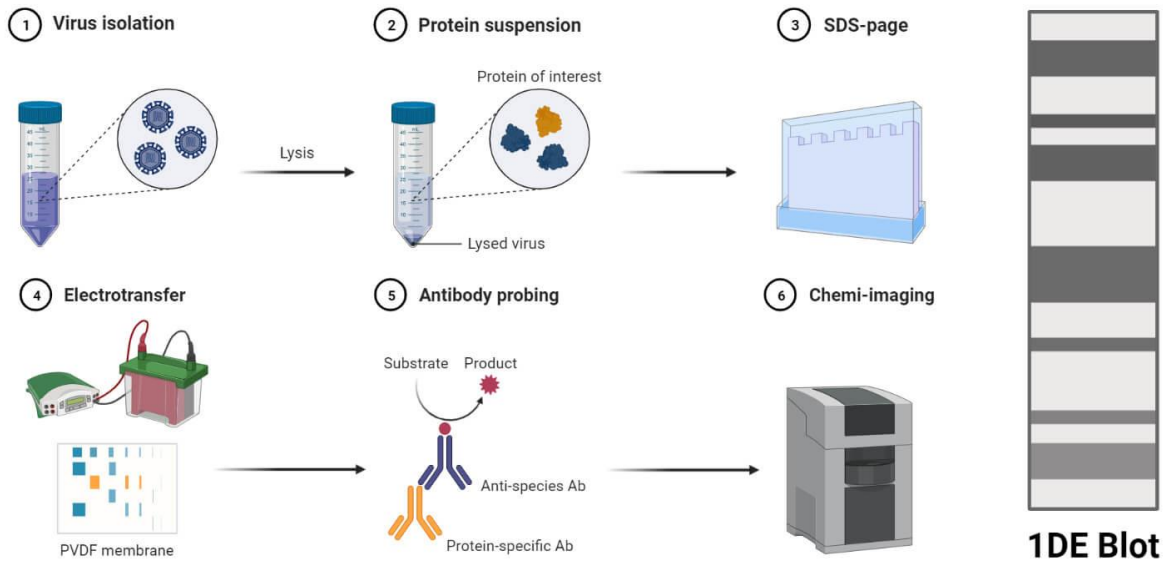 1 Virus isolation
2 Protein suspension
3 SDS-page
Protein of interest
Lysis
Lysed virus
4 Electrotransfer
5 Antibody probing
6 Chemi-imaging
Substrate Product
Anti-species Ab
Protein-specific Ab
PVDF membrane
1DE Blot